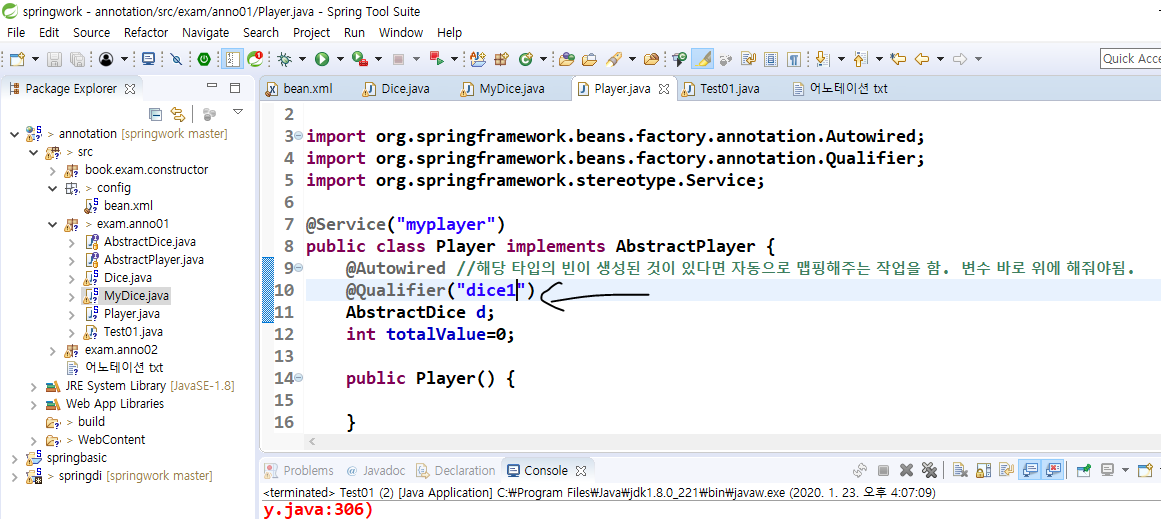 springwork - annotation/src/exam/anno01/Player.java - Spring Tool Suite
File Edit Source Refactor Navigate Search Project Run Window Help
Quick Acce
Package Explorer
bean.xml Dice.java MyDice.java Player.java Test01.java 어노테이션 txt
annotation [springwork master]
src
book.exam.constructor
config
bean.xml
exam.anno01
AbstractDice.java
AbstractPlayer.java
Dice.java
MyDice.java
Player.java
Test01.java
exam.anno02
어노테이션 txt
JRE System Library [JavaSE-1.8]
Web App Libraries
build
WebContent
springbasic
springdi [springwork master]
2
3 import org.springframework.beans.factory.annotation.Autowired;
4 import org.springframework.beans.factory.annotation.Qualifier;
5 import org.springframework.stereotype.Service;
6
7 @Service("myplayer")
8 public class Player implements AbstractPlayer {
9 @Autowired //해당 타입의 빈이 생성된 것이 있다면 자동으로 맵핑해주는 작업을 함. 변수 바로 위에 해줘야됨.
10 @Qualifier("dice1")
11 AbstractDice d;
12 int totalValue=0;
13
14 public Player() {
15
16 }
Problems Javadoc Declaration Console
<terminated> Test01 (2) [Java Application] C:₩Program Files₩Java₩jdk1.8.0_221₩bin₩javaw.exe (2020. 1. 23. 오후 4:07:09)
y.java:306)